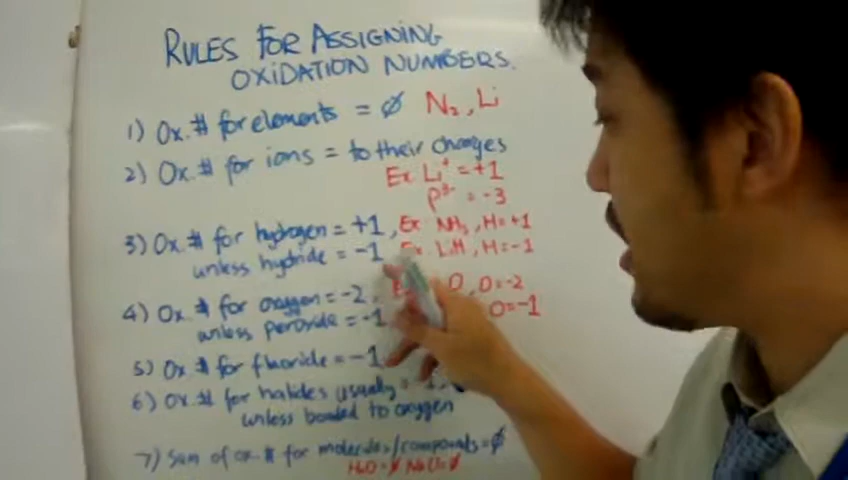 RULES FOR ASSIGNING
OXIDATION NUMBERS.
1) Ox. # for elements = ∅ N₂, Li
2) Ox. # for ions = to their charges
Ex Li⁺ = +1
P³⁻ = -3
3) Ox. # for hydrogen = +1, Ex NH₃, H=+1
unless hydride = -1 Ex LiH, H=-1
4) Ox. # for oxygen = -2, O, O=-2
unless peroxide = -1 O=-1
5) Ox # for fluoride = -1
6) Ox. # for halides usually =
unless bonded to oxygen
7) Sum of ox. # for molecules/compounds = ∅
H₂O = ∅ NaCl = ∅